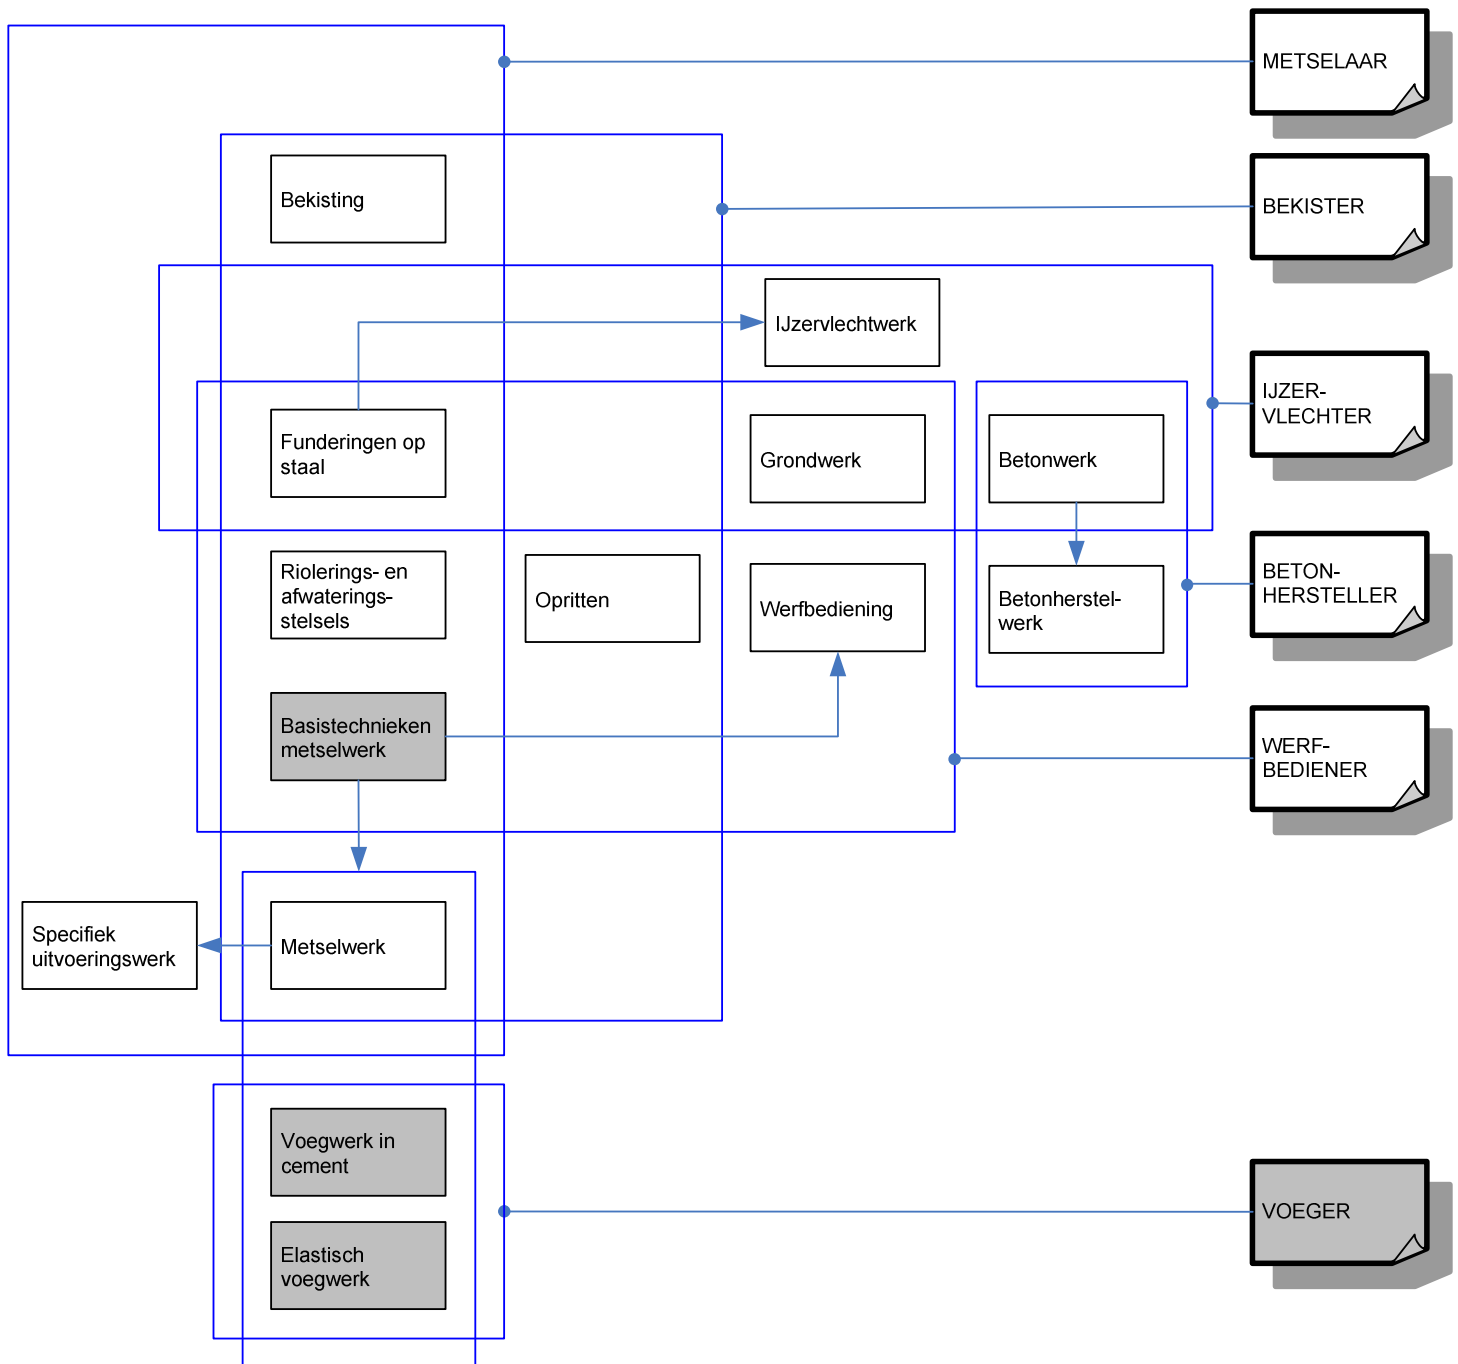 METSELAAR
Bekisting
BEKISTER
IJzervlechtwerk
IJZER-
VLECHTER
Funderingen op
staal
Grondwerk
Betonwerk
Riolerings- en
afwaterings-
stelsels
Opritten
Werfbediening
Betonherstel-
werk
BETON-
HERSTELLER
Basistechnieken
metselwerk
WERF-
BEDIENER
Specifiek
uitvoeringswerk
Metselwerk
Voegwerk in
cement
VOEGER
Elastisch
voegwerk